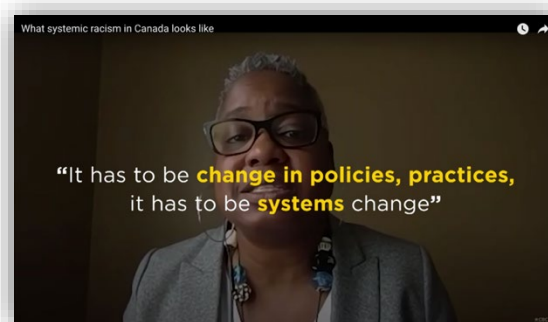 What systemic racism in Canada looks like
“It has to be change in policies, practices,
it has to be systems change”